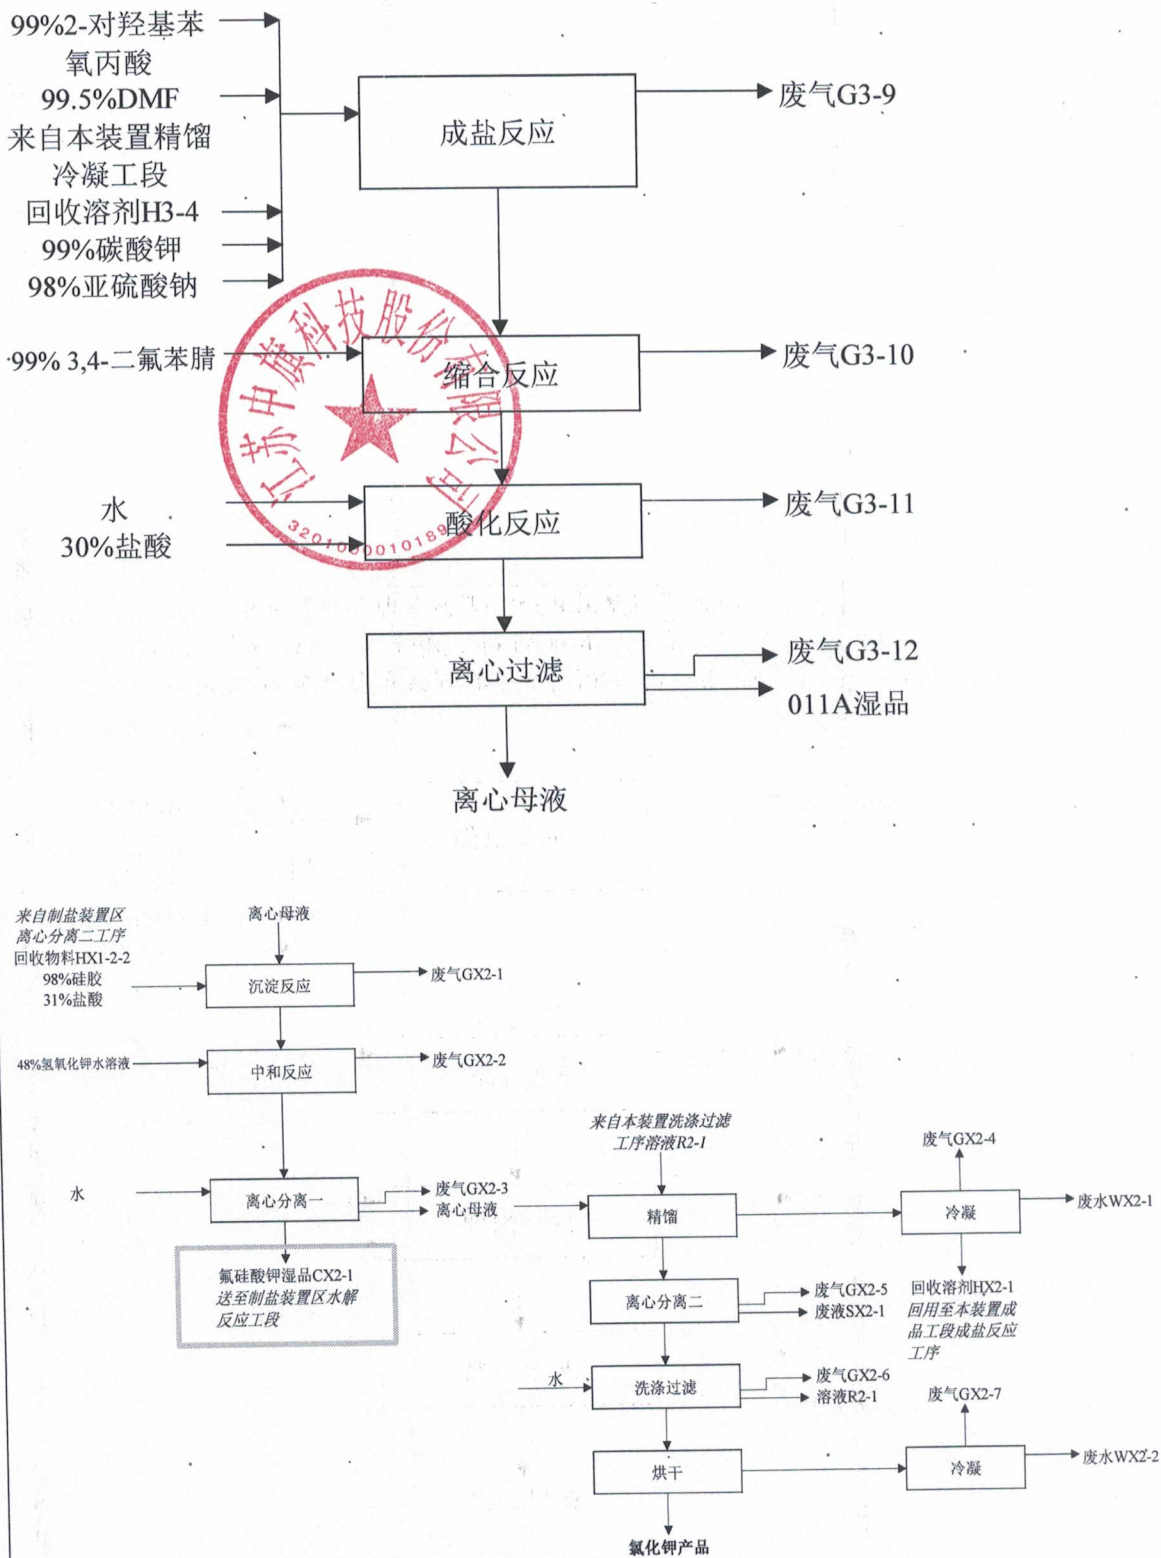 99%2-对羟基苯
氧丙酸
99.5%DMF
来自本装置精馏
冷凝工段
回收溶剂H3-4
99%碳酸钾
98%亚硫酸钠
成盐反应
废气G3-9
99% 3,4-二氟苯腈
缩合反应
废气G3-10
江苏中旗科技股份有限公司
水
30%盐酸
酸化反应
废气G3-11
离心过滤
废气G3-12
011A湿品
离心母液
来自制盐装置区
离心分离二工序
回收物料HX1-2-2
98%硅胶
31%盐酸
离心母液
沉淀反应
废气GX2-1
48%氢氧化钾水溶液
中和反应
废气GX2-2
水
离心分离一
废气GX2-3
离心母液
氟硅酸钾湿品CX2-1
送至制盐装置区水解
反应工段
来自本装置洗涤过滤
工序溶液R2-1
精馏
废气GX2-4
冷凝
废水WX2-1
回收溶剂HX2-1
回用至本装置成
品工段成盐反应
工序
离心分离二
废气GX2-5
废液SX2-1
水
洗涤过滤
废气GX2-6
溶液R2-1
废气GX2-7
烘干
冷凝
废水WX2-2
氯化钾产品